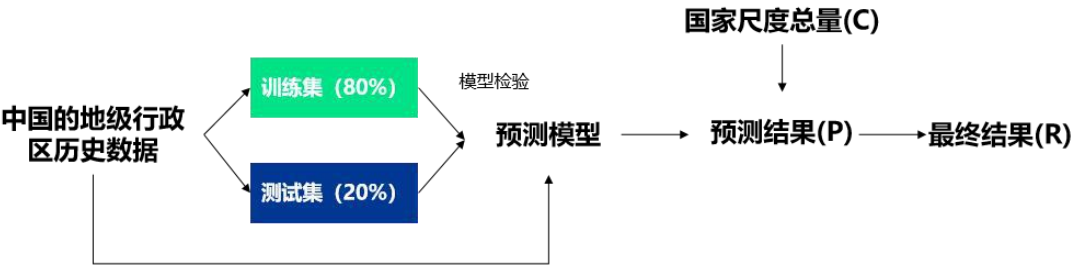 国家尺度总量(C)
训练集（80%）
模型检验
中国的地级行政
区历史数据
预测模型
预测结果(P)
最终结果(R)
测试集（20%）